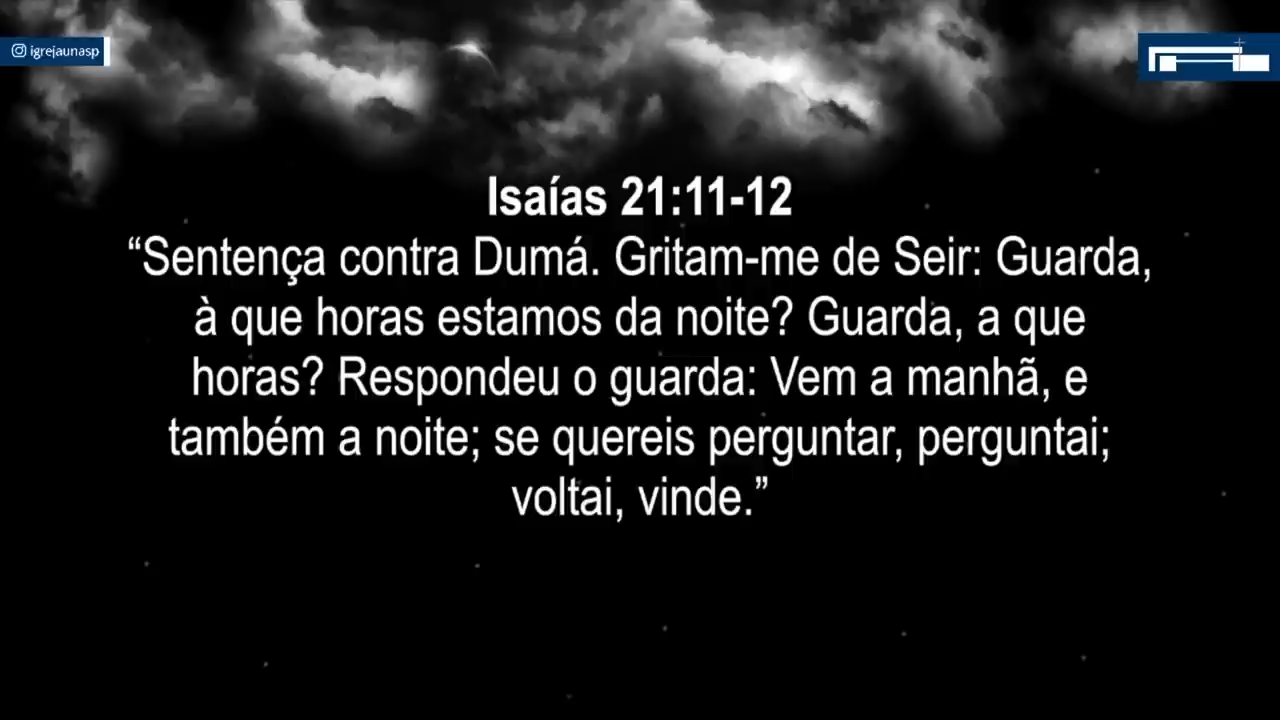 igrejaunasp
Isaías 21:11-12
“Sentença contra Dumá. Gritam-me de Seir: Guarda,
à que horas estamos da noite? Guarda, a que
horas? Respondeu o guarda: Vem a manhã, e
também a noite; se quereis perguntar, perguntai;
voltai, vinde.”